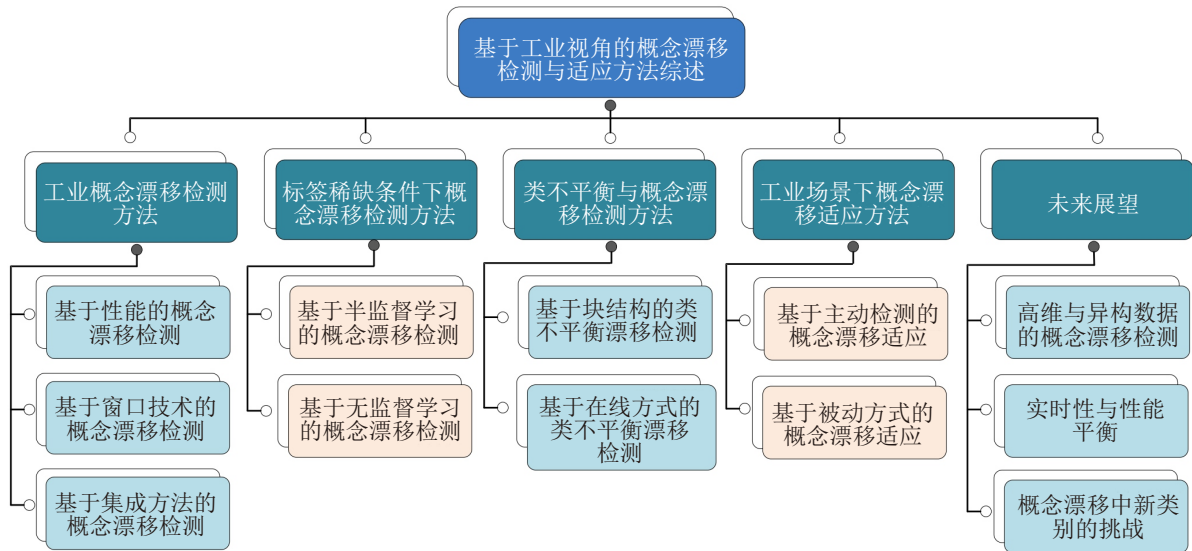 基于工业视角的概念漂移
检测与适应方法综述
工业概念漂移检测
方法
标签稀缺条件下概
念漂移检测方法
类不平衡与概念漂
移检测方法
工业场景下概念漂
移适应方法
未来展望
基于性能的概念
漂移检测
基于窗口技术的
概念漂移检测
基于集成方法的
概念漂移检测
基于半监督学习
的概念漂移检测
基于无监督学习
的概念漂移检测
基于块结构的类
不平衡漂移检测
基于在线方式的
类不平衡漂移
检测
基于主动检测的
概念漂移适应
基于被动方式的
概念漂移适应
高维与异构数据
的概念漂移检测
实时性与性能
平衡
概念漂移中新类
别的挑战